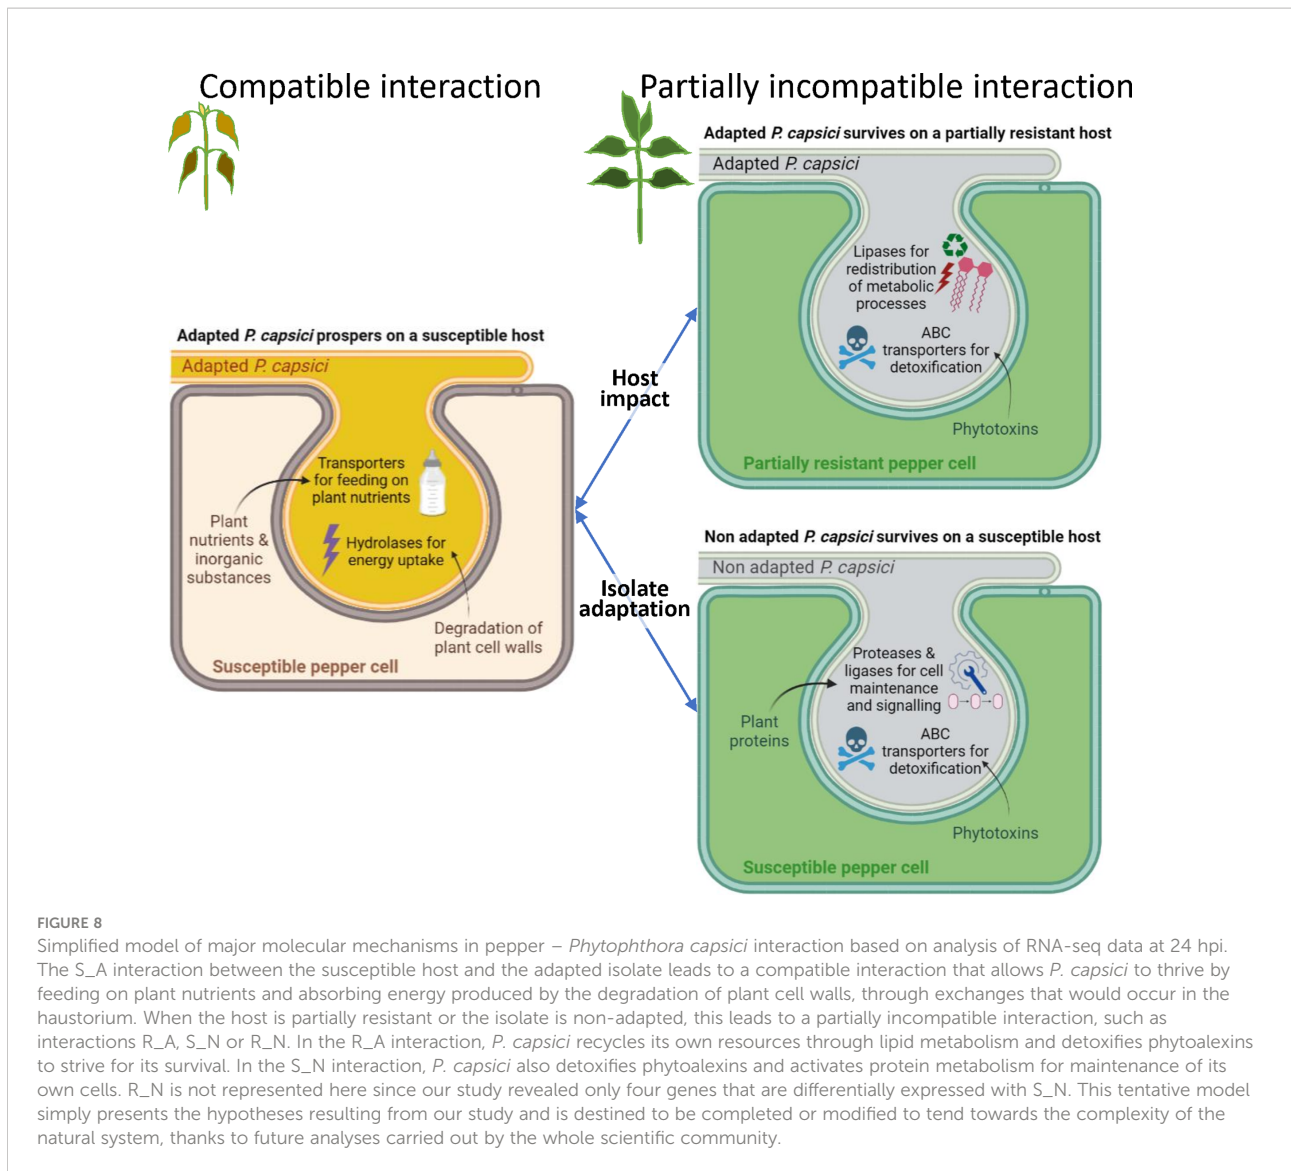 Compatible interaction
Partially incompatible interaction
Adapted P. capsici survives on a partially resistant host
Adapted P. capsici
Lipases for
redistribution
of metabolic
processes
ABC
transporters for
detoxification
Phytotoxins
Partially resistant pepper cell
Adapted P. capsici prospers on a susceptible host
Adapted P. capsici
Transporters
for feeding on
plant nutrients
Plant
nutrients &
inorganic
substances
Hydrolases for
energy uptake
Degradation of
plant cell walls
Susceptible pepper cell
Host
impact
Isolate
adaptation
Non adapted P. capsici survives on a susceptible host
Non adapted P. capsici
Proteases &
ligases for cell
maintenance
and signalling
Plant
proteins
ABC
transporters for
detoxification
Phytotoxins
Susceptible pepper cell
FIGURE 8
Simplified model of major molecular mechanisms in pepper – Phytophthora capsici interaction based on analysis of RNA-seq data at 24 hpi.
The S_A interaction between the susceptible host and the adapted isolate leads to a compatible interaction that allows P. capsici to thrive by
feeding on plant nutrients and absorbing energy produced by the degradation of plant cell walls, through exchanges that would occur in the
haustorium. When the host is partially resistant or the isolate is non-adapted, this leads to a partially incompatible interaction, such as
interactions R_A, S_N or R_N. In the R_A interaction, P. capsici recycles its own resources through lipid metabolism and detoxifies phytoalexins
to strive for its survival. In the S_N interaction, P. capsici also detoxifies phytoalexins and activates protein metabolism for maintenance of its
own cells. R_N is not represented here since our study revealed only four genes that are differentially expressed with S_N. This tentative model
simply presents the hypotheses resulting from our study and is destined to be completed or modified to tend towards the complexity of the
natural system, thanks to future analyses carried out by the whole scientific community.